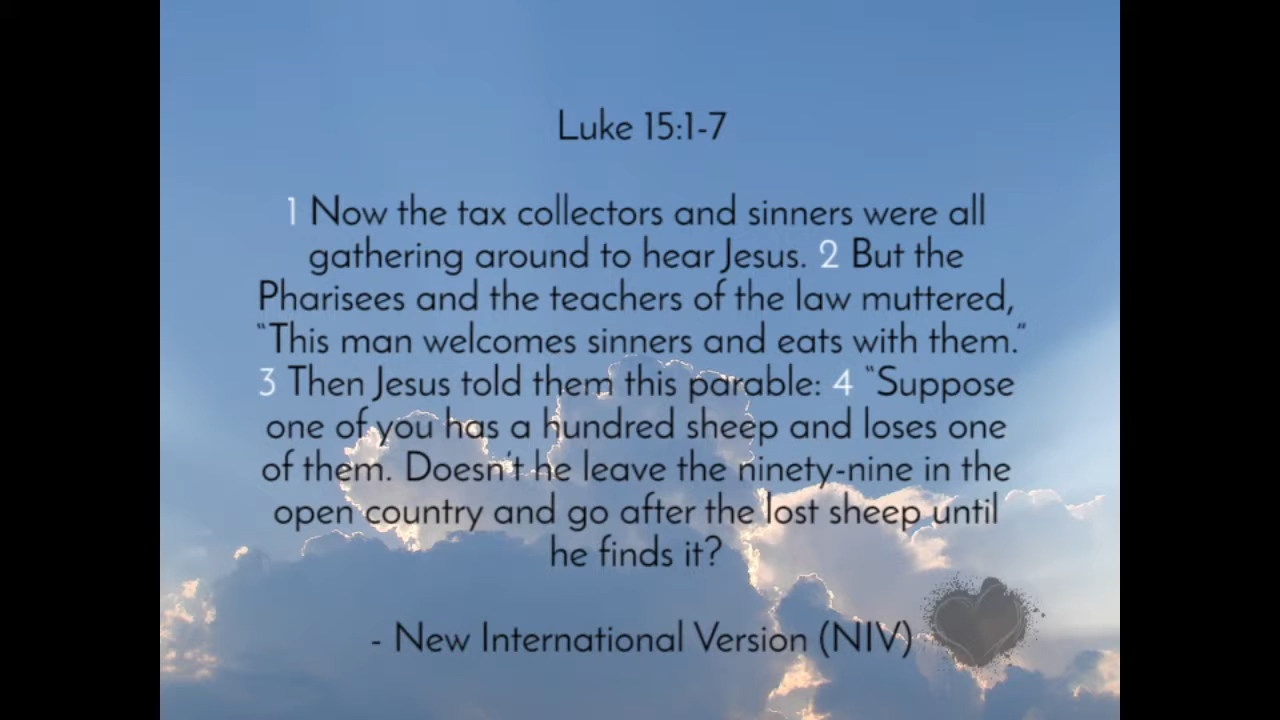 Luke 15:1-7
1 Now the tax collectors and sinners were all
gathering around to hear Jesus. 2 But the
Pharisees and the teachers of the law muttered,
“This man welcomes sinners and eats with them.”
3 Then Jesus told them this parable: 4 “Suppose
one of you has a hundred sheep and loses one
of them. Doesn't he leave the ninety-nine in the
open country and go after the lost sheep until
he finds it?
- New International Version (NIV)